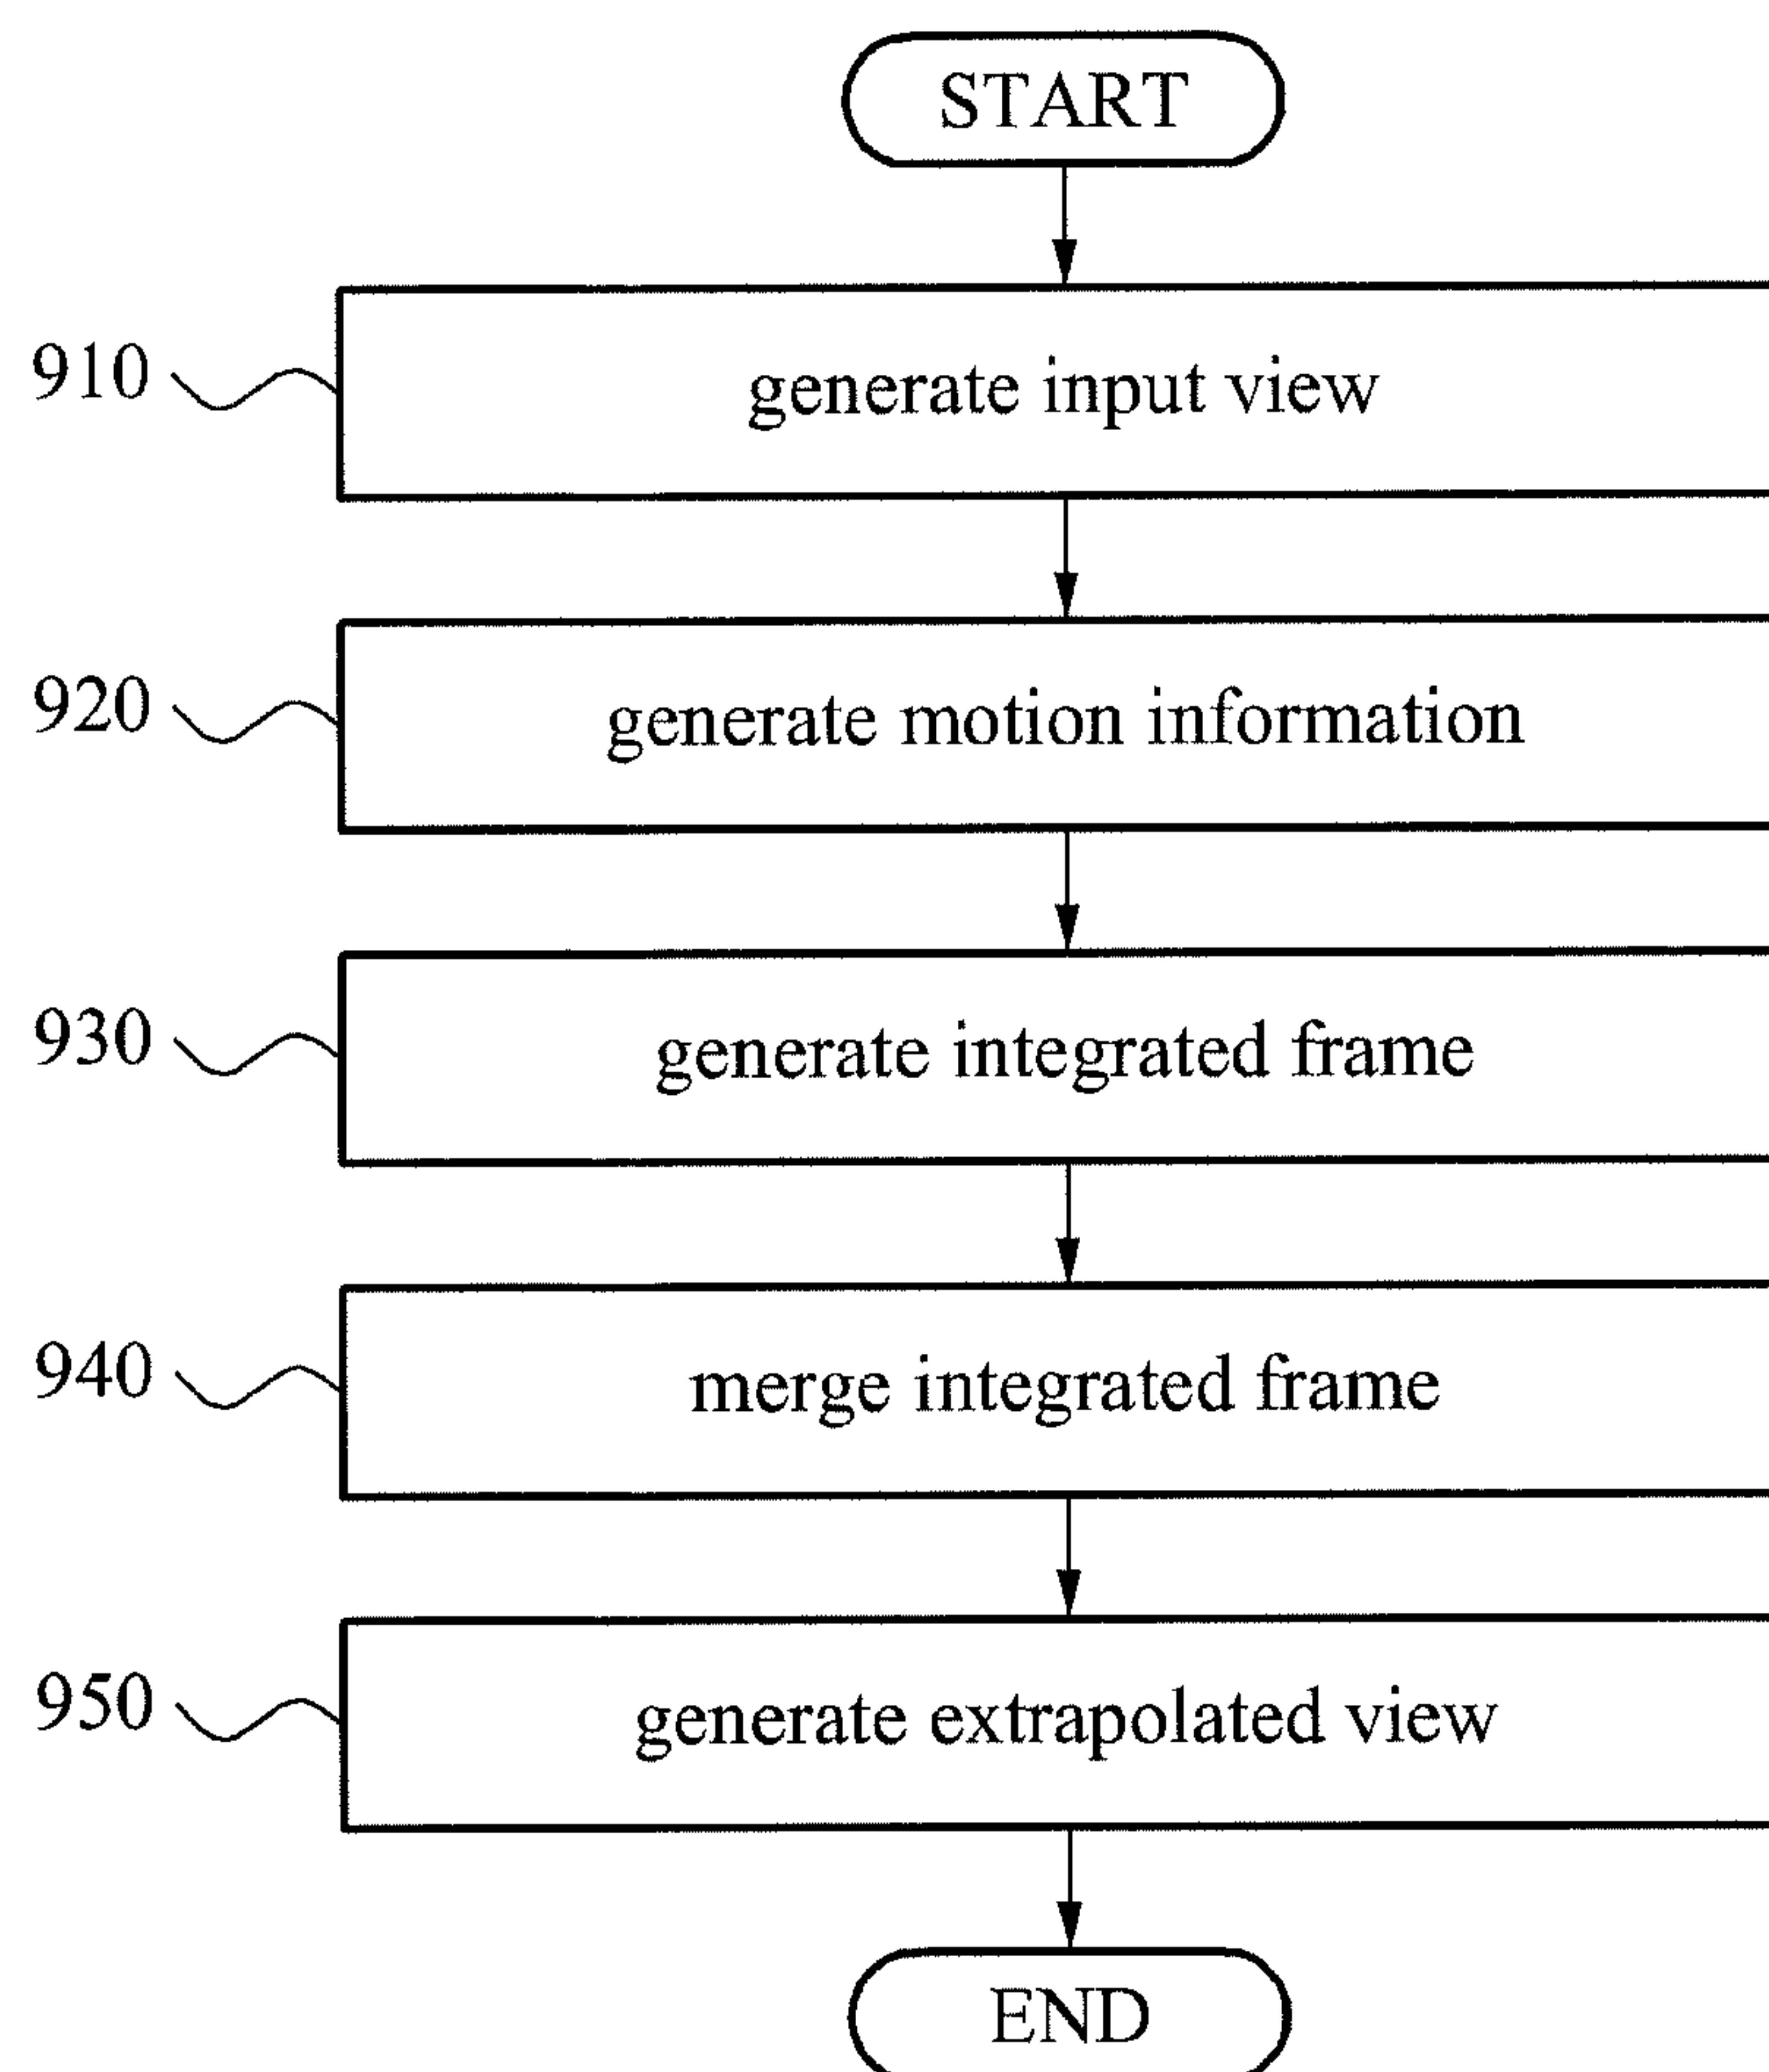 START
910
generate input view
920
generate motion information
930
generate integrated frame
940
merge integrated frame
950
generate extrapolated view
END